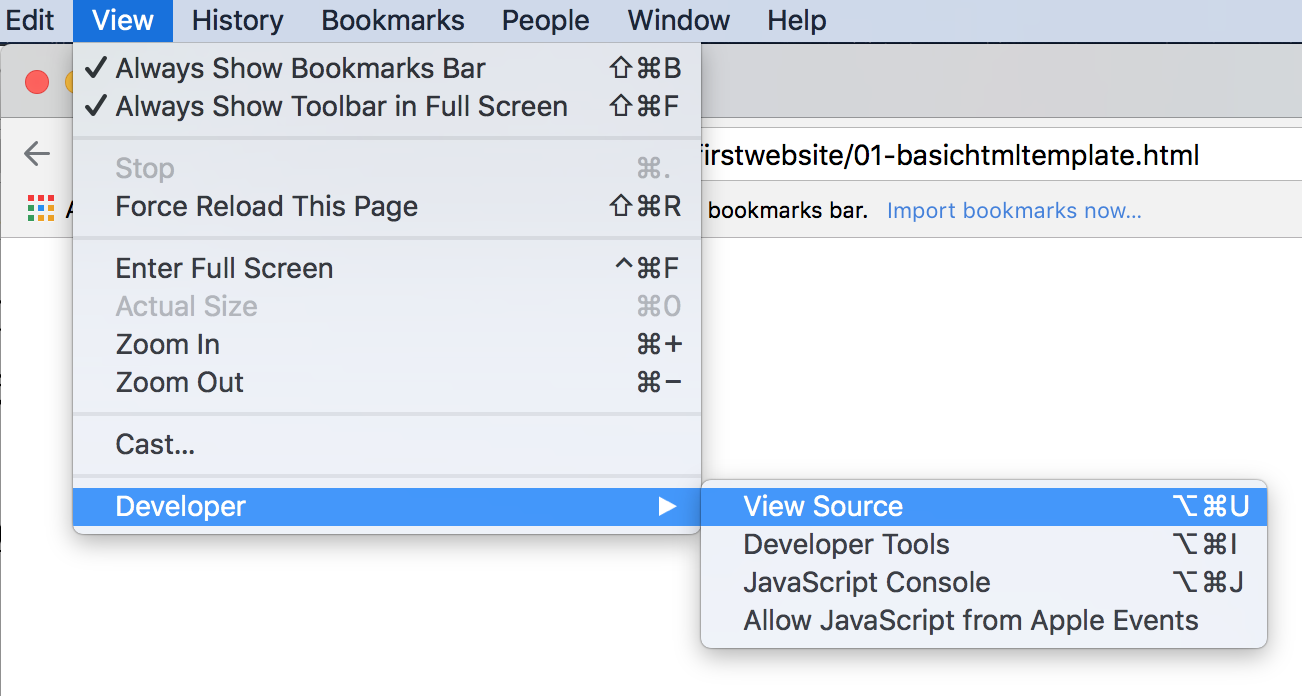 Edit View History Bookmarks People Window Help
✓ Always Show Bookmarks Bar ⇧⌘B
✓ Always Show Toolbar in Full Screen ⇧⌘F
firstwebsite/01-basichtmltemplate.html
Stop ⌘.
Force Reload This Page ⇧⌘R
bookmarks bar. Import bookmarks now...
Enter Full Screen ^⌘F
Actual Size ⌘0
Zoom In ⌘+
Zoom Out ⌘−
Cast...
Developer ▶
View Source ⌥⌘U
Developer Tools ⌥⌘I
JavaScript Console ⌥⌘J
Allow JavaScript from Apple Events